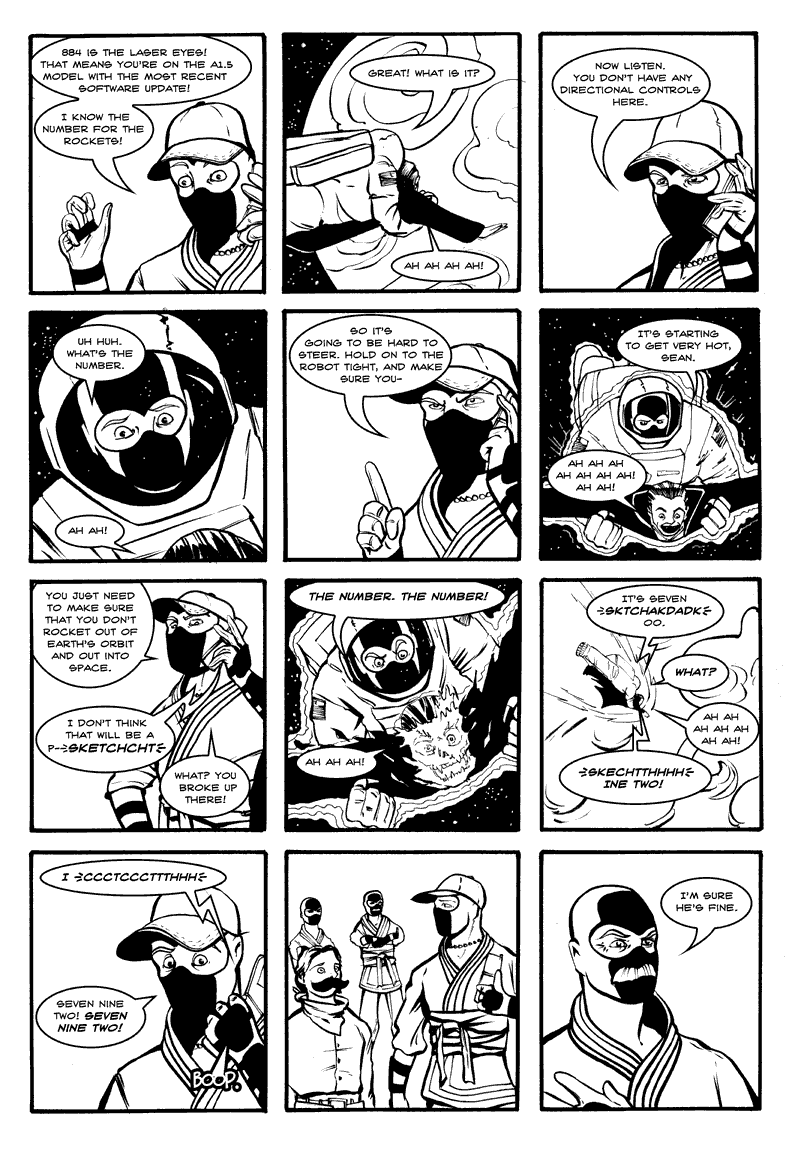 884 IS THE LASER EYES!
THAT MEANS YOU'RE ON THE A1.5
MODEL WITH THE MOST RECENT
SOFTWARE UPDATE!
I KNOW THE
NUMBER FOR THE
ROCKETS!
GREAT! WHAT IS IT?
AH AH AH AH!
NOW LISTEN.
YOU DON'T HAVE ANY
DIRECTIONAL CONTROLS
HERE.
UH HUH.
WHAT'S THE
NUMBER.
AH AH!
SO IT'S
GOING TO BE HARD TO
STEER. HOLD ON TO THE
ROBOT TIGHT, AND MAKE
SURE YOU-
IT'S STARTING
TO GET VERY HOT,
SEAN.
AH AH AH
AH AH AH AH AH!
AH AH!
YOU JUST NEED
TO MAKE SURE
THAT YOU DON'T
ROCKET OUT OF
EARTH'S ORBIT
AND OUT INTO
SPACE.
I DON'T THINK
THAT WILL BE A
P-SKETCHCHT
WHAT? YOU
BROKE UP
THERE!
THE NUMBER. THE NUMBER!
AH AH AH!
IT'S SEVEN
SKTCHAKDADK
OO.
WHAT?
AH AH
AH AH AH AH
AH AH!
SKECHTTHHHH
INE TWO!
I CCCTCCCTTTHHH
SEVEN NINE
TWO! SEVEN
NINE TWO!
BOOP.
I'M SURE
HE'S FINE.